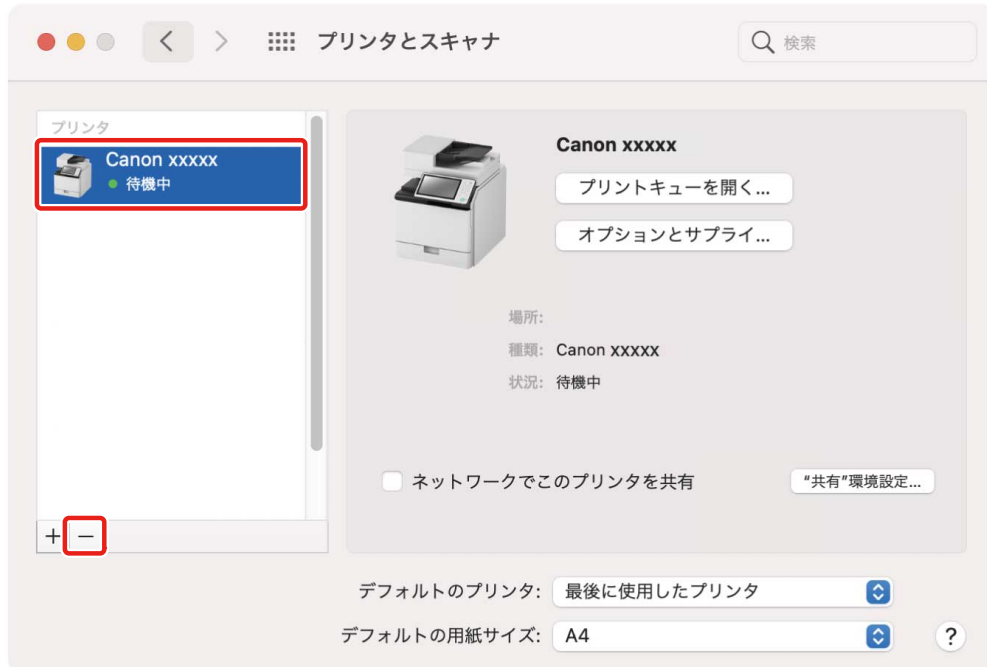 プリンタとスキャナ
検索
プリンタ
Canon xxxxx
待機中
+ −
Canon xxxxx
プリントキューを開く...
オプションとサプライ...
場所:
種類: Canon xxxxx
状況: 待機中
ネットワークでこのプリンタを共有
“共有”環境設定...
デフォルトのプリンタ: 最後に使用したプリンタ
デフォルトの用紙サイズ: A4
?